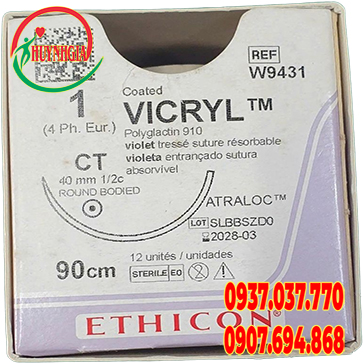 HUỲNH GIA
REF
W9431
1
(4 Ph. Eur.)
Coated
VICRYL™
Polyglactin 910
violet tressé suture résorbable
violeta entrançado sutura
absorvível
CT
40 mm 1/2c
ROUND BODIED
ATRALOC™
LOT SLBBSZD0
2028-03
90cm
12 unités / unidades
STERILE EO
ETHICON
0937.037.770
0907.694.868